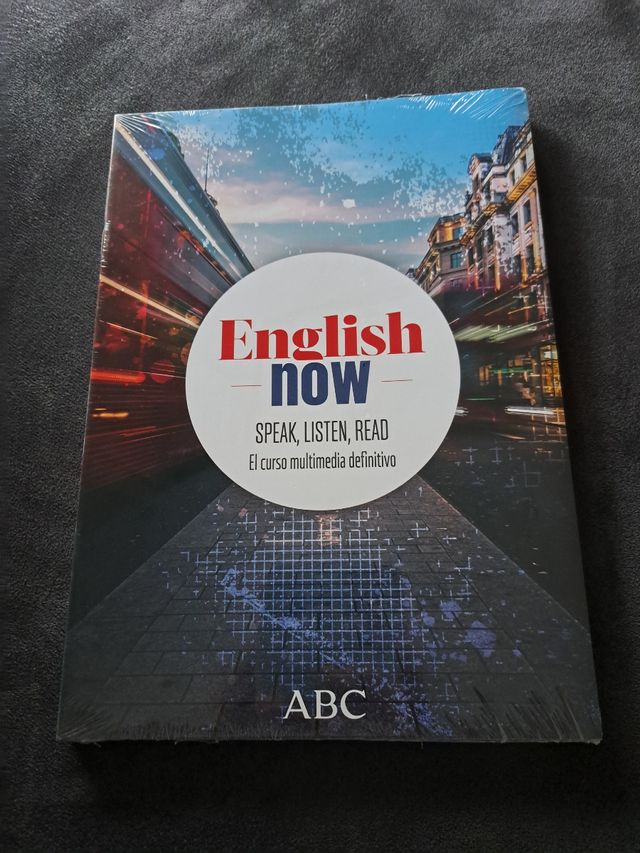 English
now
SPEAK, LISTEN, READ
El curso multimedia definitivo
ABC